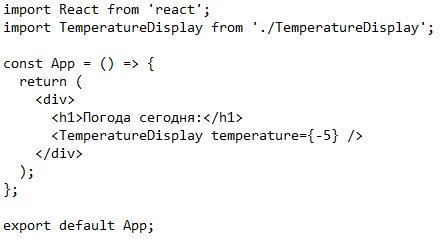 import React from 'react';
import TemperatureDisplay from './TemperatureDisplay';

const App = () => {
  return (
    <div>
      <h1>Погода сегодня:</h1>
      <TemperatureDisplay temperature={-5} />
    </div>
  );
};

export default App;